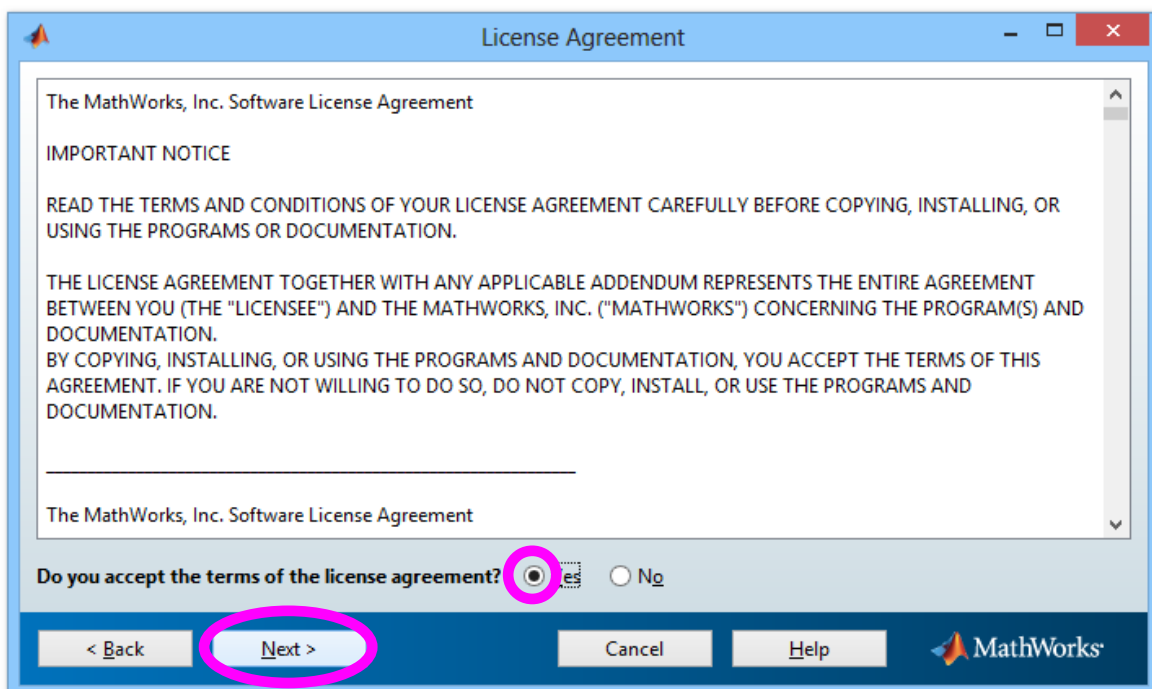 License Agreement
The MathWorks, Inc. Software License Agreement
IMPORTANT NOTICE
READ THE TERMS AND CONDITIONS OF YOUR LICENSE AGREEMENT CAREFULLY BEFORE COPYING, INSTALLING, OR
USING THE PROGRAMS OR DOCUMENTATION.
THE LICENSE AGREEMENT TOGETHER WITH ANY APPLICABLE ADDENDUM REPRESENTS THE ENTIRE AGREEMENT
BETWEEN YOU (THE "LICENSEE") AND THE MATHWORKS, INC. ("MATHWORKS") CONCERNING THE PROGRAM(S) AND
DOCUMENTATION.
BY COPYING, INSTALLING, OR USING THE PROGRAMS AND DOCUMENTATION, YOU ACCEPT THE TERMS OF THIS
AGREEMENT. IF YOU ARE NOT WILLING TO DO SO, DO NOT COPY, INSTALL, OR USE THE PROGRAMS AND
DOCUMENTATION.
The MathWorks, Inc. Software License Agreement
Do you accept the terms of the license agreement? Yes No
< Back Next > Cancel Help MathWorks